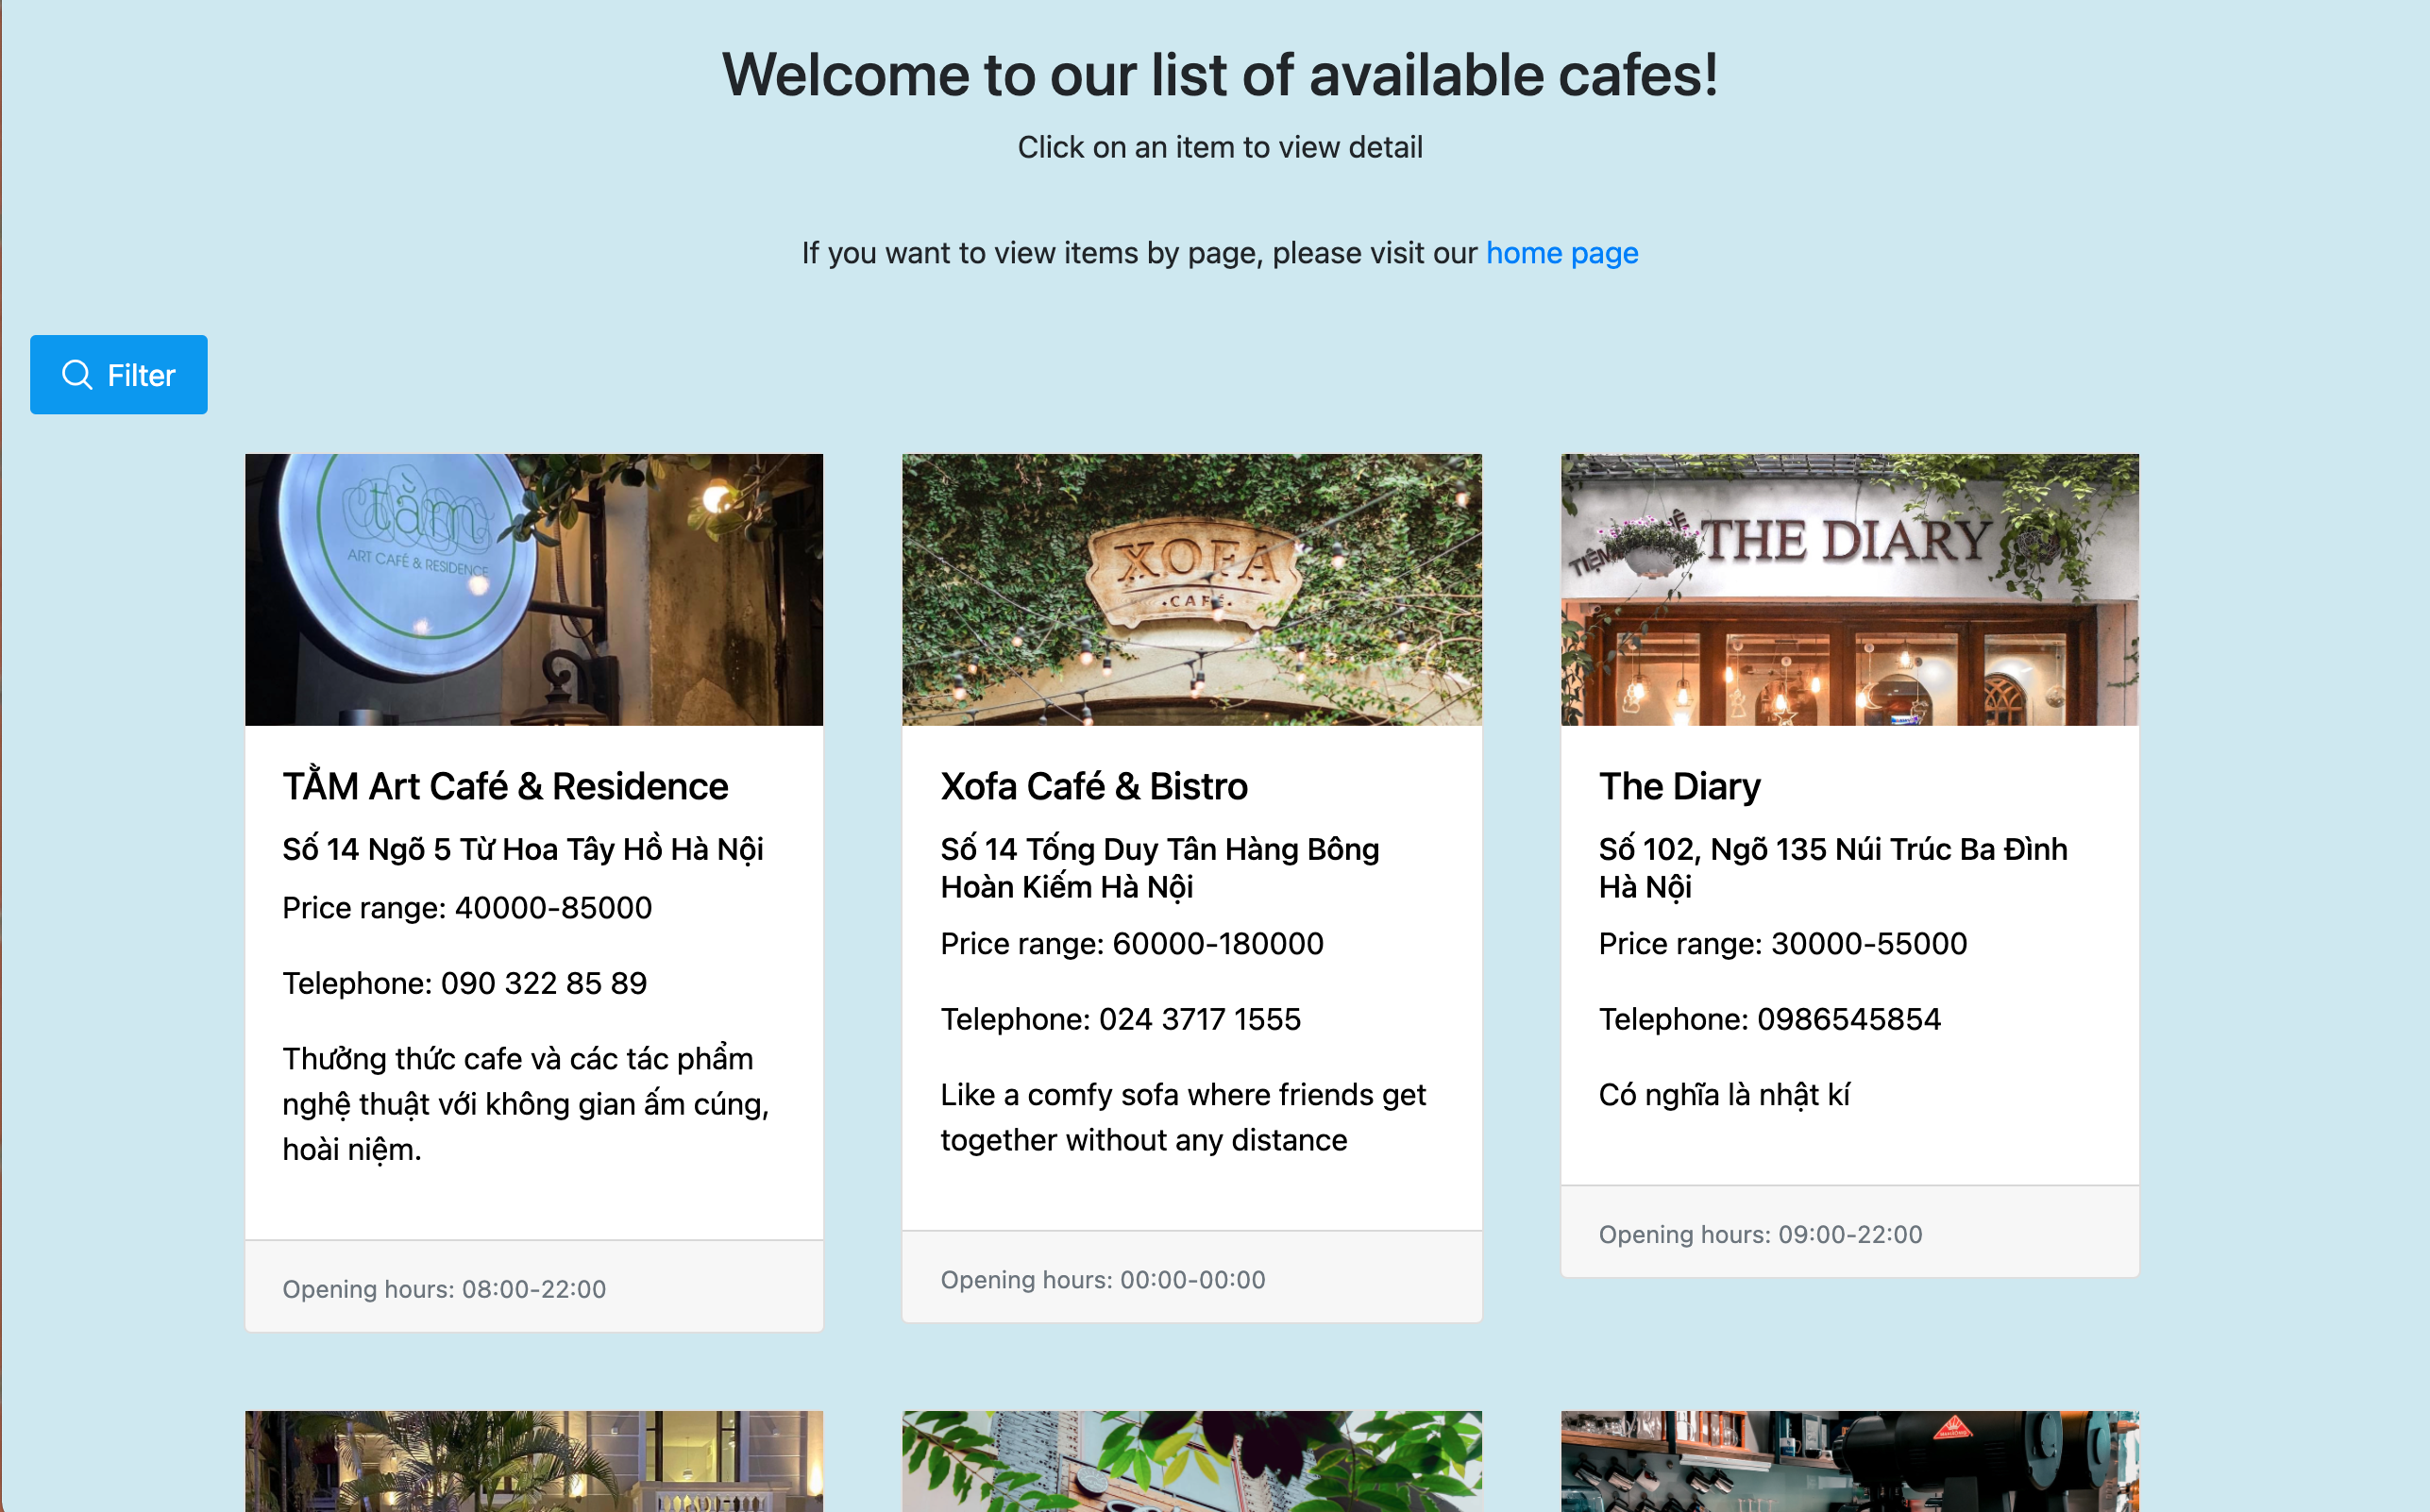 Welcome to our list of available cafes!
Click on an item to view detail
If you want to view items by page, please visit our home page
Filter
tằm
ART CAFÉ & RESIDENCE
TẰM Art Café & Residence
Số 14 Ngõ 5 Từ Hoa Tây Hồ Hà Nội
Price range: 40000-85000
Telephone: 090 322 85 89
Thưởng thức cafe và các tác phẩm
nghệ thuật với không gian ấm cúng,
hoài niệm.
Opening hours: 08:00-22:00
XOFA
CAFÉ
Xofa Café & Bistro
Số 14 Tống Duy Tân Hàng Bông
Hoàn Kiếm Hà Nội
Price range: 60000-180000
Telephone: 024 3717 1555
Like a comfy sofa where friends get
together without any distance
Opening hours: 00:00-00:00
TIỆM
THE DIARY
The Diary
Số 102, Ngõ 135 Núi Trúc Ba Đình
Hà Nội
Price range: 30000-55000
Telephone: 0986545854
Có nghĩa là nhật kí
Opening hours: 09:00-22:00